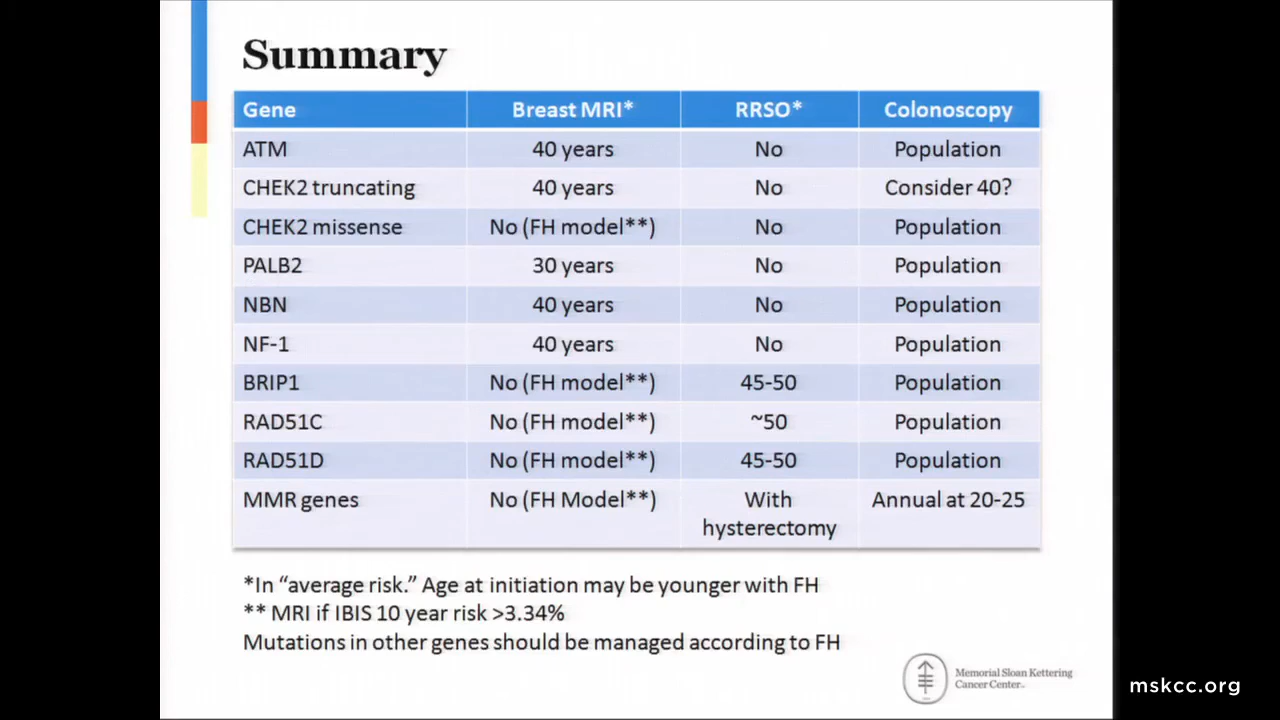 Summary
Gene Breast MRI* RRSO* Colonoscopy
ATM 40 years No Population
CHEK2 truncating 40 years No Consider 40?
CHEK2 missense No (FH model**) No Population
PALB2 30 years No Population
NBN 40 years No Population
NF-1 40 years No Population
BRIP1 No (FH model**) 45-50 Population
RAD51C No (FH model**) ~50 Population
RAD51D No (FH model**) 45-50 Population
MMR genes No (FH Model**) With Annual at 20-25
hysterectomy
*In “average risk.” Age at initiation may be younger with FH
** MRI if IBIS 10 year risk >3.34%
Mutations in other genes should be managed according to FH
Memorial Sloan Kettering
Cancer Center
mskcc.org